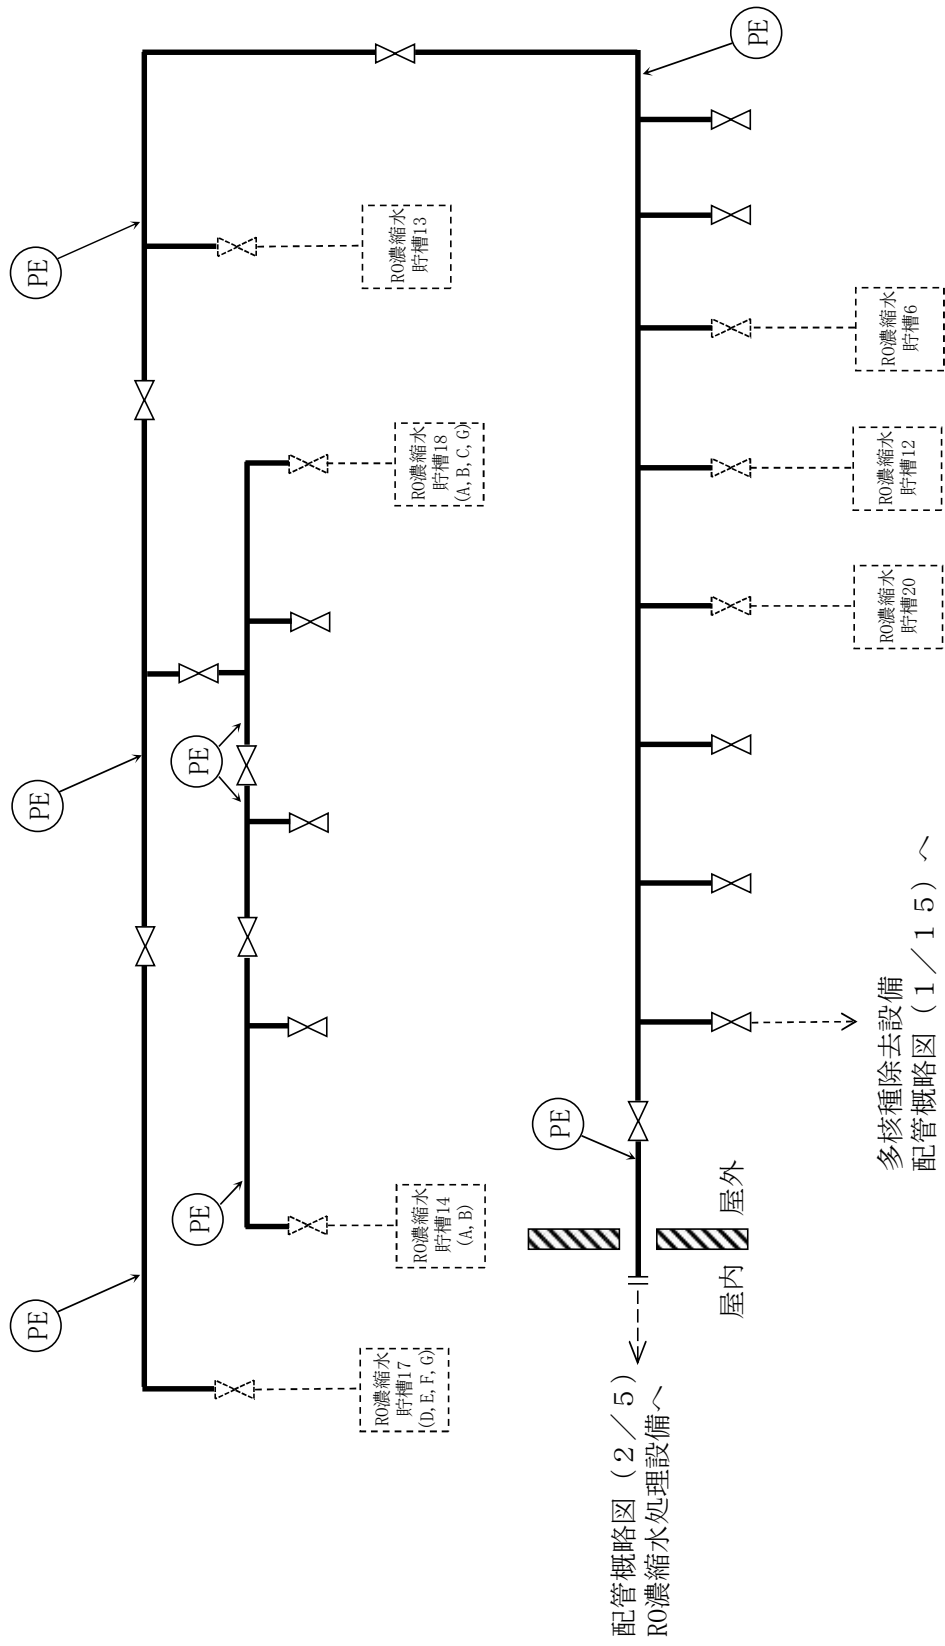 PE
PE
PE
PE
PE
RO濃縮水
貯槽17
(D,E,F,G)
RO濃縮水
貯槽14
(A,B)
RO濃縮水
貯槽18
(A,B,C,G)
RO濃縮水
貯槽13
PE
PE
配管概略図（２／５）
RO濃縮水処理設備へ
屋内
屋外
多核種除去設備
配管概略図（１／１５）へ
RO濃縮水
貯槽20
RO濃縮水
貯槽12
RO濃縮水
貯槽6